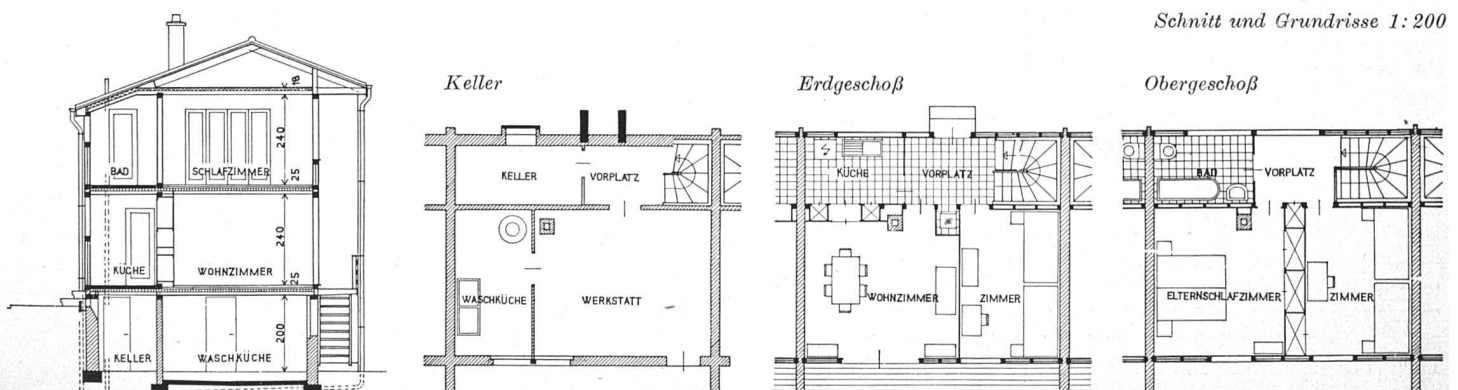 Schnitt und Grundrisse 1:200
Keller
Erdgeschoß
Obergeschoß
18
240
BAD
SCHLAFZIMMER
25
240
KÜCHE
WOHNZIMMER
25
200
KELLER
WASCHKÜCHE
KELLER
VORPLATZ
WASCHKÜCHE
WERKSTATT
KÜCHE
VORPLATZ
WOHNZIMMER
ZIMMER
BAD
VORPLATZ
ELTERNSCHLAFZIMMER
ZIMMER